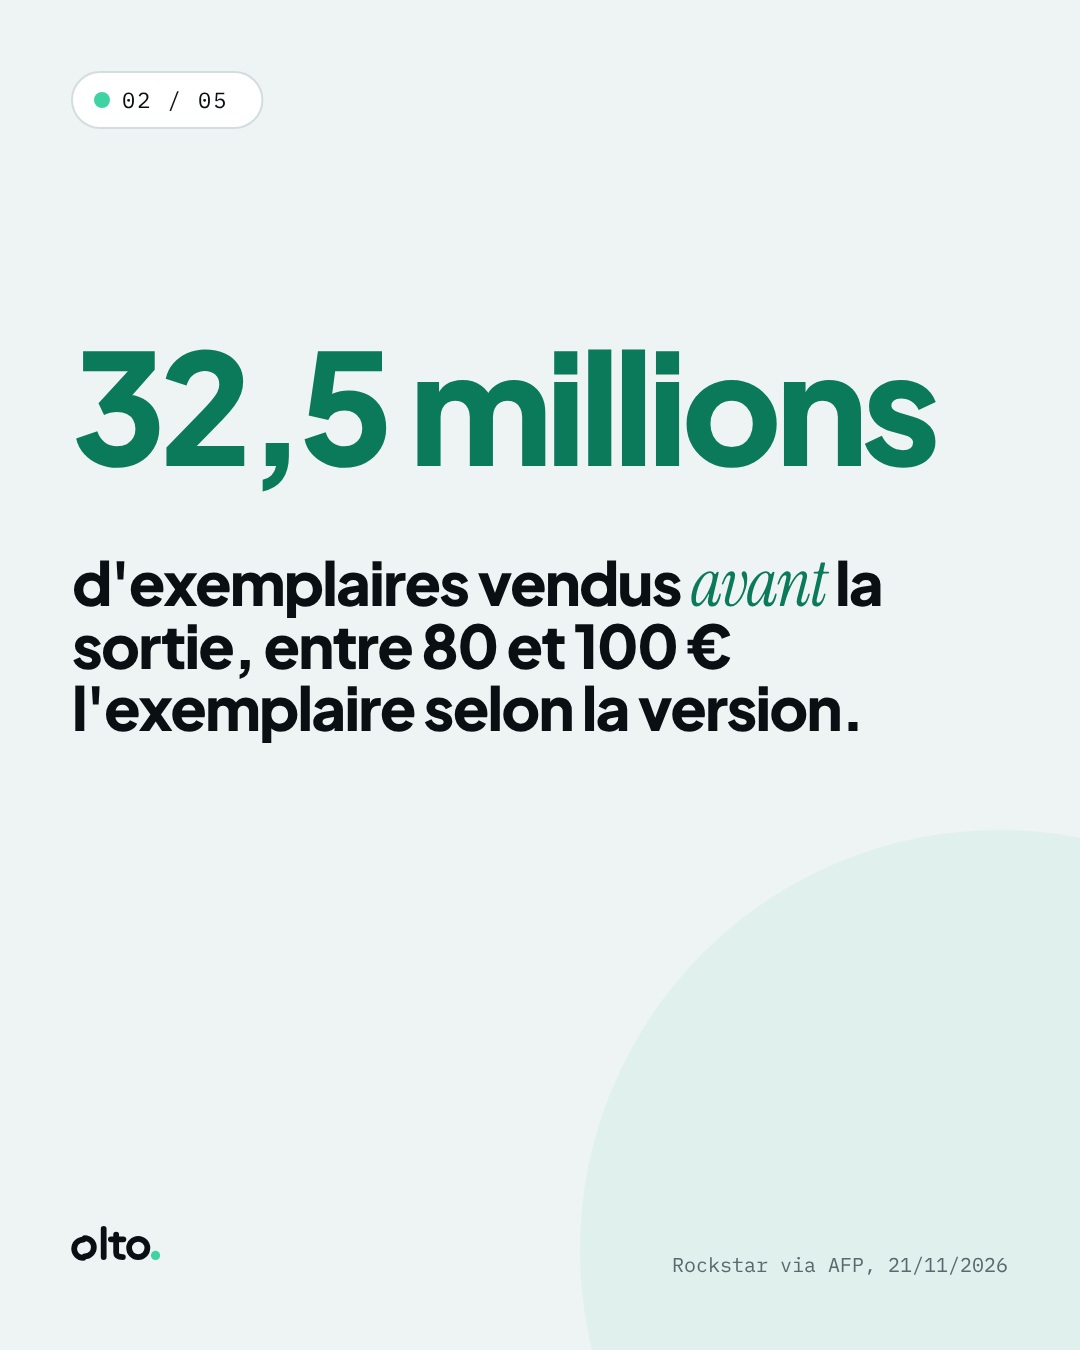 02 / 05
32,5 millions
d'exemplaires vendus avant la
sortie, entre 80 et 100 €
l'exemplaire selon la version.
olto.
Rockstar via AFP, 21/11/2026